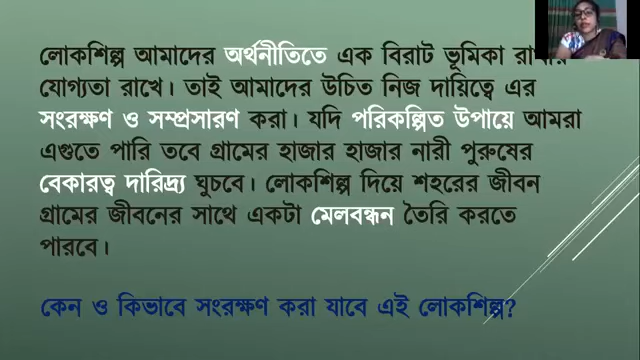 লোকশিল্প আমাদের অর্থনীতিতে এক বিরাট ভূমিকা
যোগ্যতা রাখে। তাই আমাদের উচিত নিজ দায়িত্বে এর
সংরক্ষণ ও সম্প্রসারণ করা। যদি পরিকল্পিত উপায়ে আমরা
এগুতে পারি তবে গ্রামের হাজার হাজার নারী পুরুষের
বেকারত্ব দারিদ্র্য ঘুচবে। লোকশিল্প দিয়ে শহরের জীবন
গ্রামের জীবনের সাথে একটা মেলবন্ধন তৈরি করতে
পারবে।
কেন ও কিভাবে সংরক্ষণ করা যাবে এই লোকশিল্প?